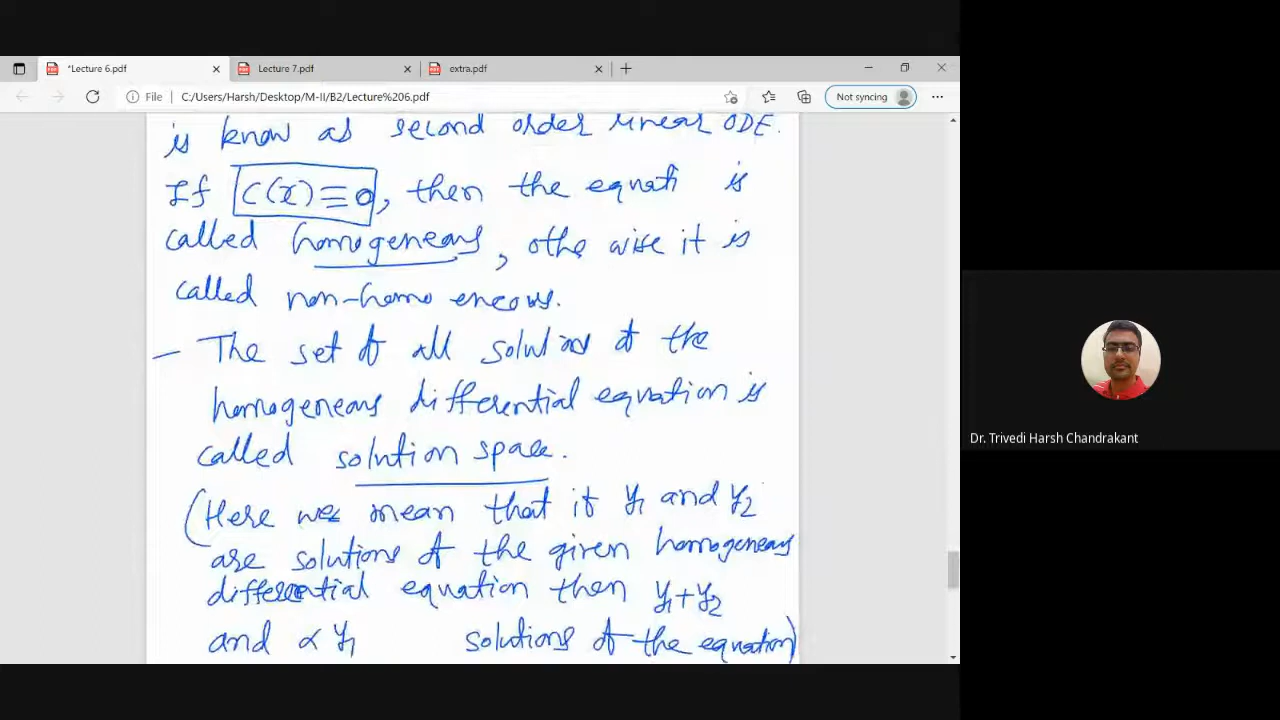 *Lecture 6.pdf
Lecture 7.pdf
extra.pdf
File
C:/Users/Harsh/Desktop/M-II/B2/Lecture%206.pdf
Not syncing
is know as second order linear ODE.
If C(x)≡0, then the equati is
called homogeneous, othe wise it is
called non-homo eneous.
- The set of all solutions of the
homogeneous differential equation is
called solution space.
(Here we mean that if y1 and y2
are solutions of the given homogeneous
differential equation then y1+y2
and α y1 solutions of the equation)
Dr. Trivedi Harsh Chandrakant